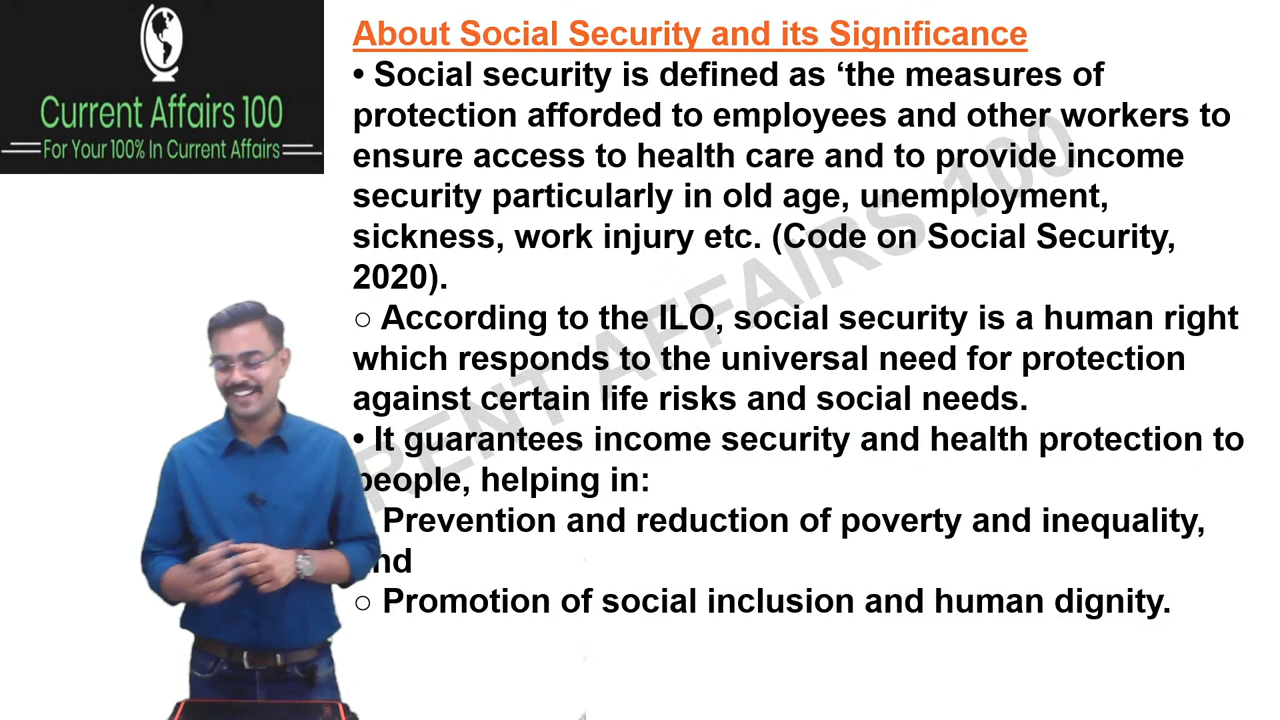 Current Affairs 100
For Your 100% In Current Affairs
About Social Security and its Significance
• Social security is defined as ‘the measures of
protection afforded to employees and other workers to
ensure access to health care and to provide income
security particularly in old age, unemployment,
sickness, work injury etc. (Code on Social Security,
2020).
○ According to the ILO, social security is a human right
which responds to the universal need for protection
against certain life risks and social needs.
• It guarantees income security and health protection to
people, helping in:
Prevention and reduction of poverty and inequality,
nd
○ Promotion of social inclusion and human dignity.
RENT AFFAIRS 100